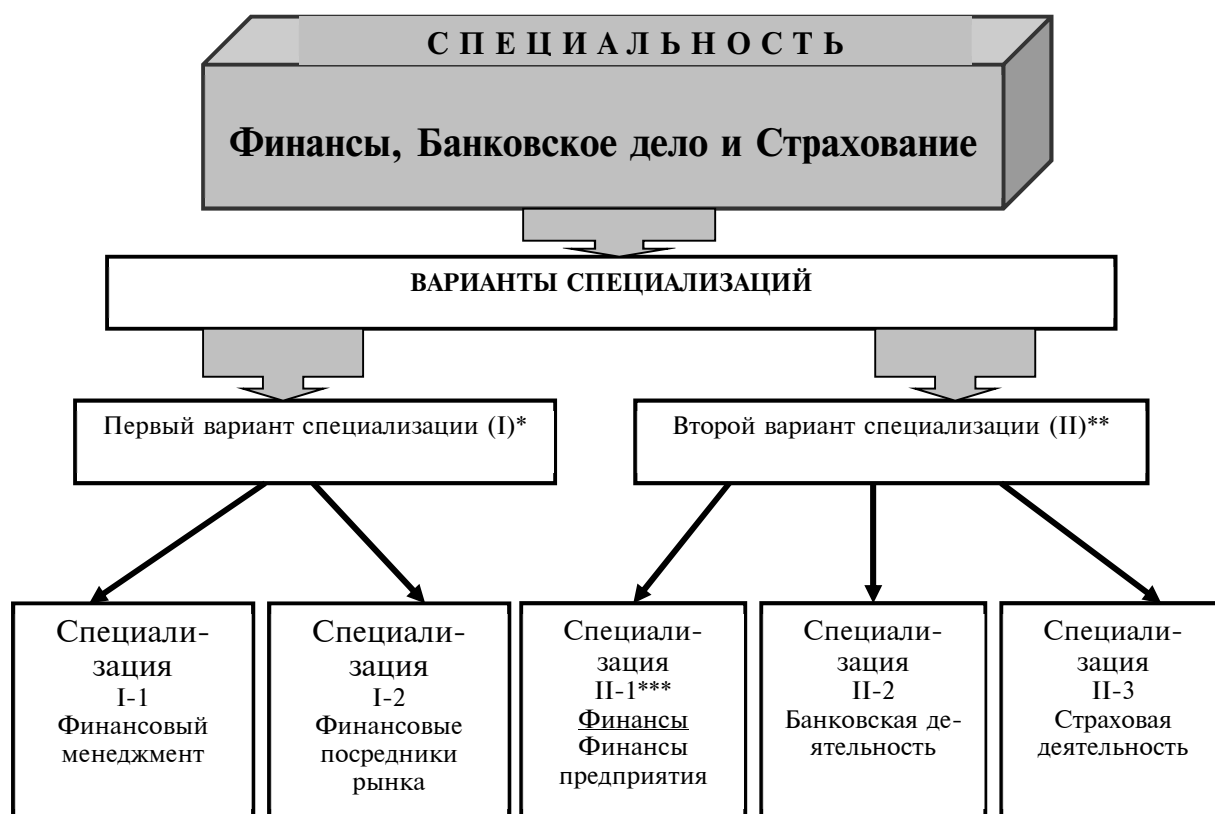 СПЕЦИАЛЬНОСТЬ
Финансы, Банковское дело и Страхование
ВАРИАНТЫ СПЕЦИАЛИЗАЦИЙ
Первый вариант специализации (I)*
Второй вариант специализации (II)**
Специали-
зация
I-1
Финансовый
менеджмент
Специали-
зация
I-2
Финансовые
посредники
рынка
Специали-
зация
II-1***
Финансы
Финансы
предприятия
Специали-
зация
II-2
Банковская де-
ятельность
Специали-
зация
II-3
Страховая
деятельность